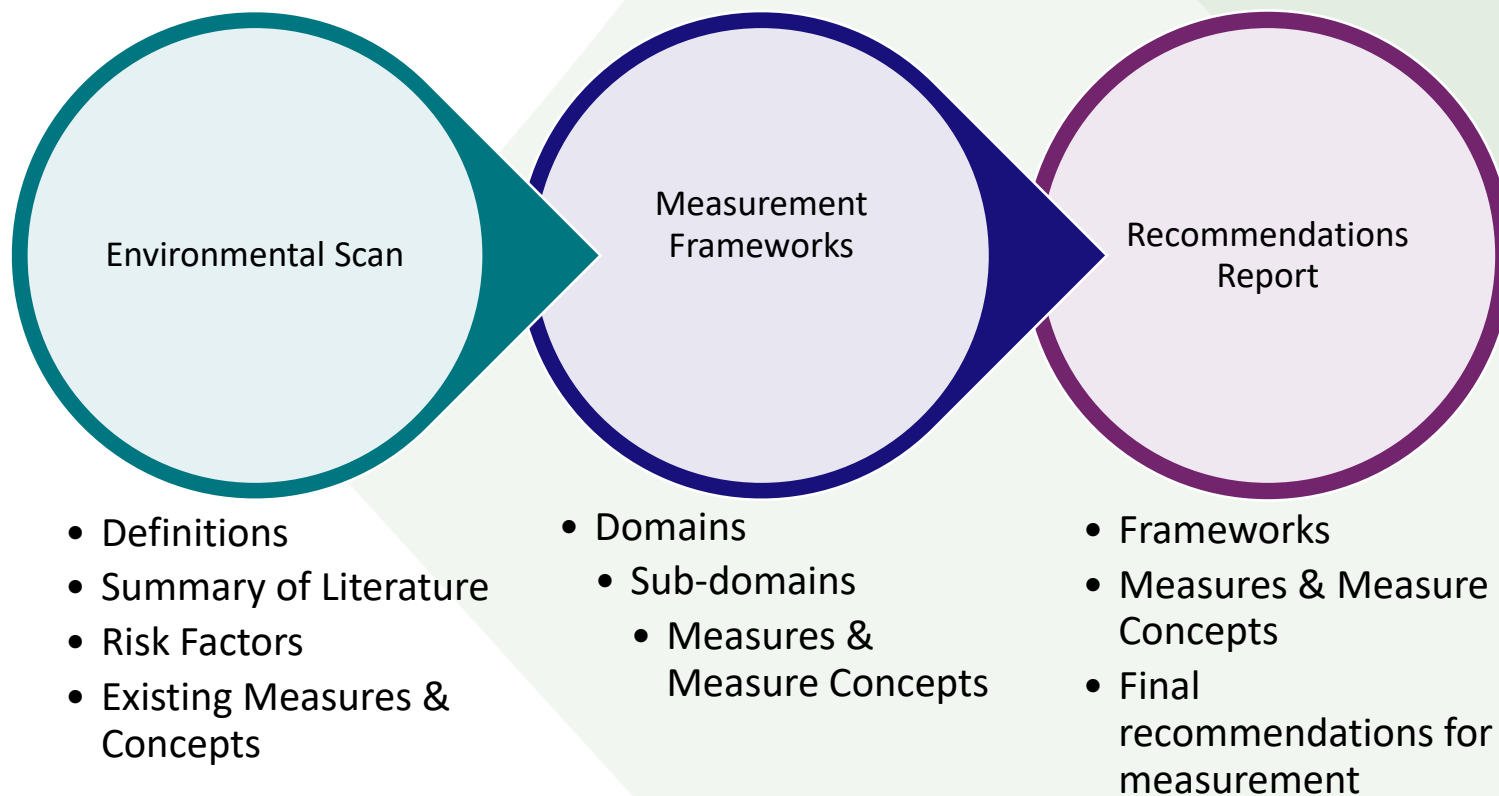 Environmental Scan
Measurement
Frameworks
Recommendations
Report
• Definitions
• Summary of Literature
• Risk Factors
• Existing Measures &
Concepts
• Domains
• Sub-domains
• Measures &
Measure Concepts
• Frameworks
• Measures & Measure
Concepts
• Final
recommendations for
measurement